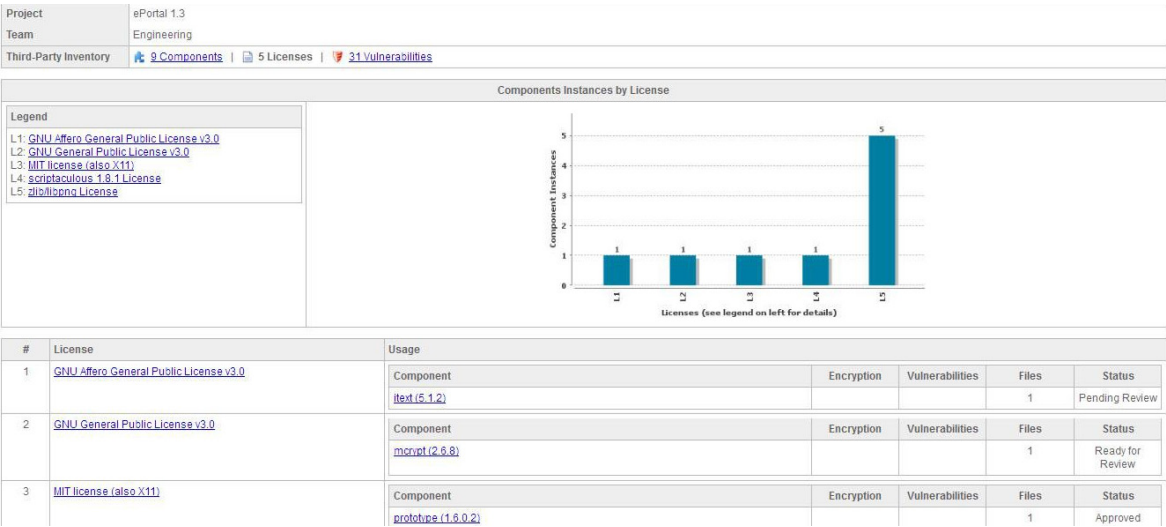 Project ePortal 1.3
Team Engineering
Third-Party Inventory 9 Components | 5 Licenses | 31 Vulnerabilities
Components Instances by License
Legend
L1: GNU Affero General Public License v3.0
L2: GNU General Public License v3.0
L3: MIT license (also X11)
L4: scriptaculous 1.8.1 License
L5: zlib/libpng License
Component Instances
5
4
3
2
1
0
1 1 1 1 5
L1 L2 L3 L4 L5
Licenses (see legend on left for details)
# License Usage
1 GNU Affero General Public License v3.0
Component Encryption Vulnerabilities Files Status
itext (5.1.2) 1 Pending Review
2 GNU General Public License v3.0
Component Encryption Vulnerabilities Files Status
mcrypt (2.6.8) 1 Ready for
Review
3 MIT license (also X11)
Component Encryption Vulnerabilities Files Status
prototype (1.6.0.2) 1 Approved